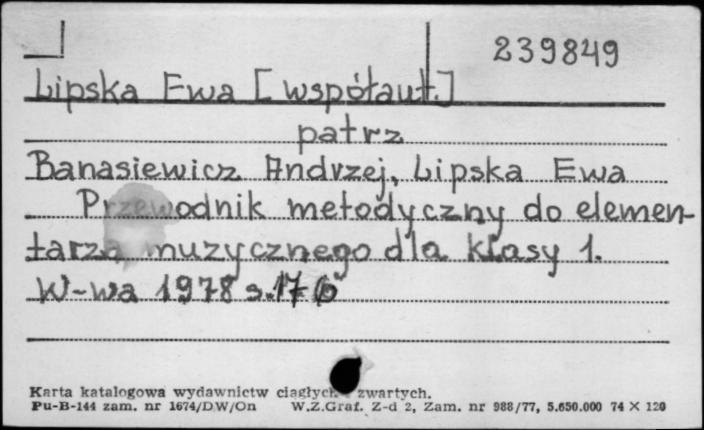 239849
Lipska Ewa [współaut.]
patrz
Banasiewicz Andrzej, Lipska Ewa
Przewodnik metodyczny do elemen-
tarza muzycznego dla klasy 1.
W-wa 1978 s.176
Karta katalogowa wydawnictw ciągłych zwartych.
Pu-B-144 zam. nr 1674/DW/On W.Z.Graf. Z-d 2, Zam. nr 988/77, 5.650.000 74 X 120